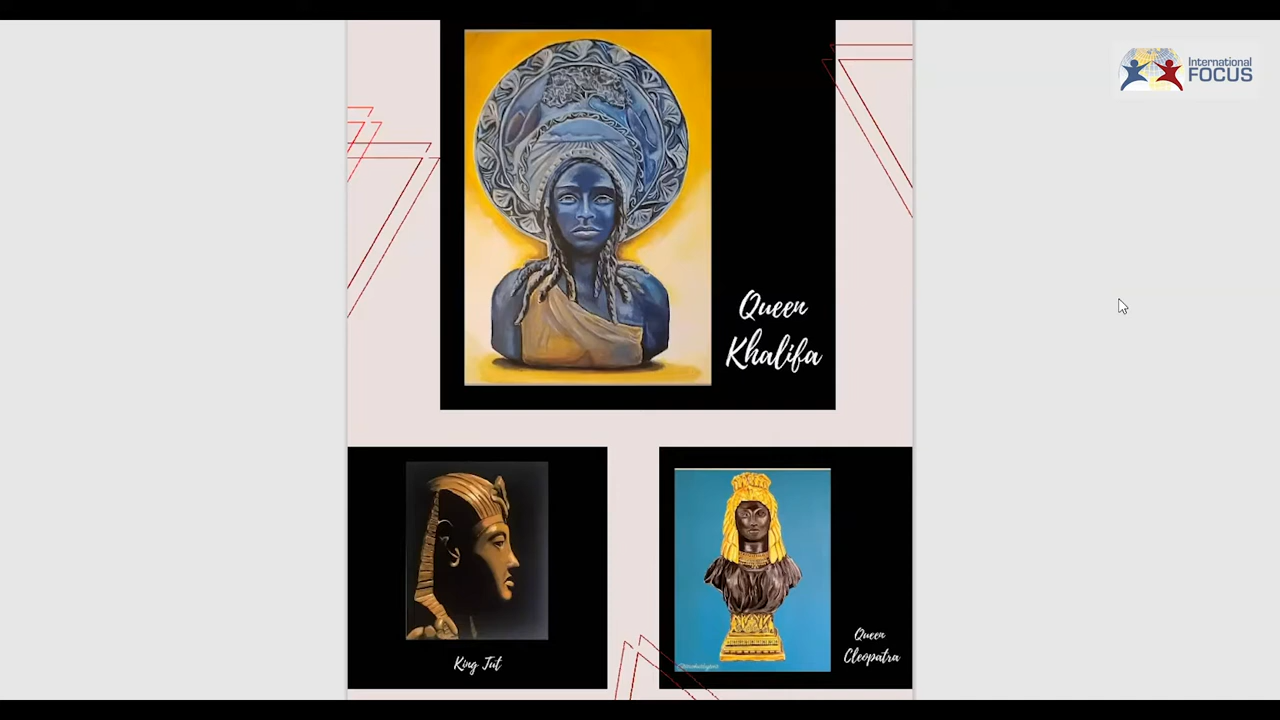 International
FOCUS
Queen
Khalifa
King Tut
Queen
Cleopatra